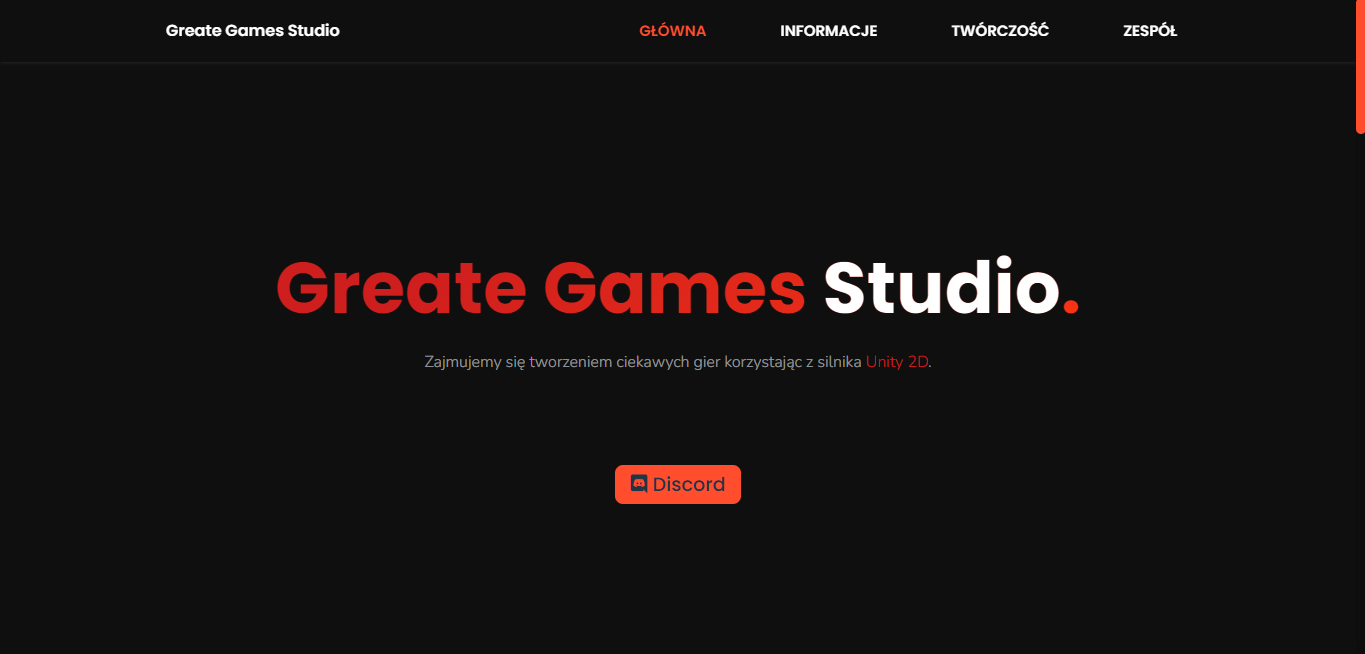 Greate Games Studio
GŁÓWNA INFORMACJE TWÓRCZOŚĆ ZESPÓŁ
Greate Games Studio.
Zajmujemy się tworzeniem ciekawych gier korzystając z silnika Unity 2D.
Discord